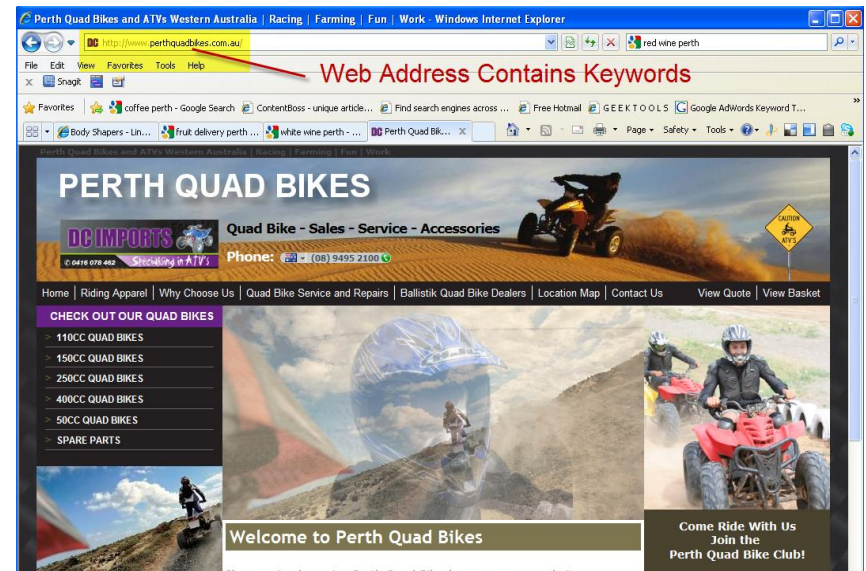 Perth Quad Bikes and ATVs Western Australia | Racing | Farming | Fun | Work - Windows Internet Explorer
DC http://www.perthquadbikes.com.au/
red wine perth
File Edit View Favorites Tools Help
Web Address Contains Keywords
x Snagit
Favorites coffee perth - Google Search ContentBoss - unique article... Find search engines across ... Free Hotmail G E E K T O O L S Google AdWords Keyword T... »
Body Shapers - Lin... fruit delivery perth ... white wine perth - ... DC Perth Quad Bik... x Page Safety Tools
Perth Quad Bikes and ATVs Western Australia | Racing | Farming | Fun | Work
PERTH QUAD BIKES
DC IMPORTS
Quad Bike - Sales - Service - Accessories
CAUTION
ATV'S
0416 078 462 Specialising in ATV's
Phone: (08) 9495 2100
Home | Riding Apparel | Why Choose Us | Quad Bike Service and Repairs | Ballistik Quad Bike Dealers | Location Map | Contact Us View Quote | View Basket
CHECK OUT OUR QUAD BIKES
> 110CC QUAD BIKES
> 150CC QUAD BIKES
> 250CC QUAD BIKES
> 400CC QUAD BIKES
> 50CC QUAD BIKES
> SPARE PARTS
Welcome to Perth Quad Bikes
Come Ride With Us
Join the
Perth Quad Bike Club!